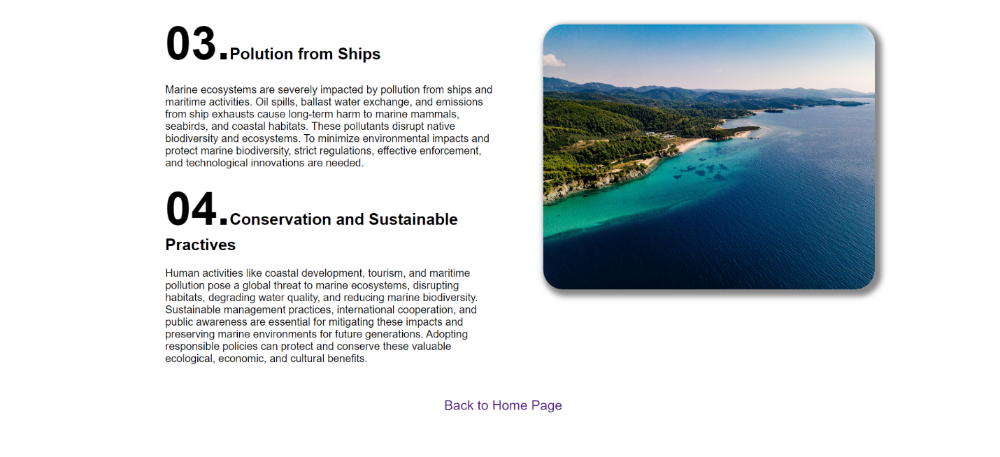 03.Polution from Ships
Marine ecosystems are severely impacted by pollution from ships and
maritime activities. Oil spills, ballast water exchange, and emissions
from ship exhausts cause long-term harm to marine mammals,
seabirds, and coastal habitats. These pollutants disrupt native
biodiversity and ecosystems. To minimize environmental impacts and
protect marine biodiversity, strict regulations, effective enforcement,
and technological innovations are needed.
04.Conservation and Sustainable
Practives
Human activities like coastal development, tourism, and maritime
pollution pose a global threat to marine ecosystems, disrupting
habitats, degrading water quality, and reducing marine biodiversity.
Sustainable management practices, international cooperation, and
public awareness are essential for mitigating these impacts and
preserving marine environments for future generations. Adopting
responsible policies can protect and conserve these valuable
ecological, economic, and cultural benefits.
Back to Home Page